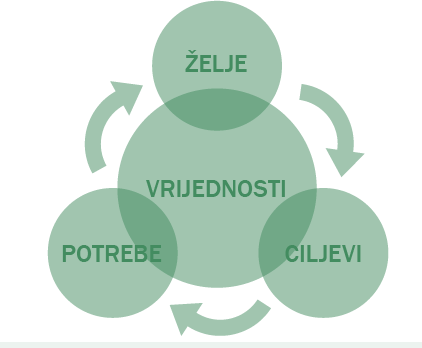 ŽELJE
VRIJEDNOSTI
POTREBE
CILJEVI